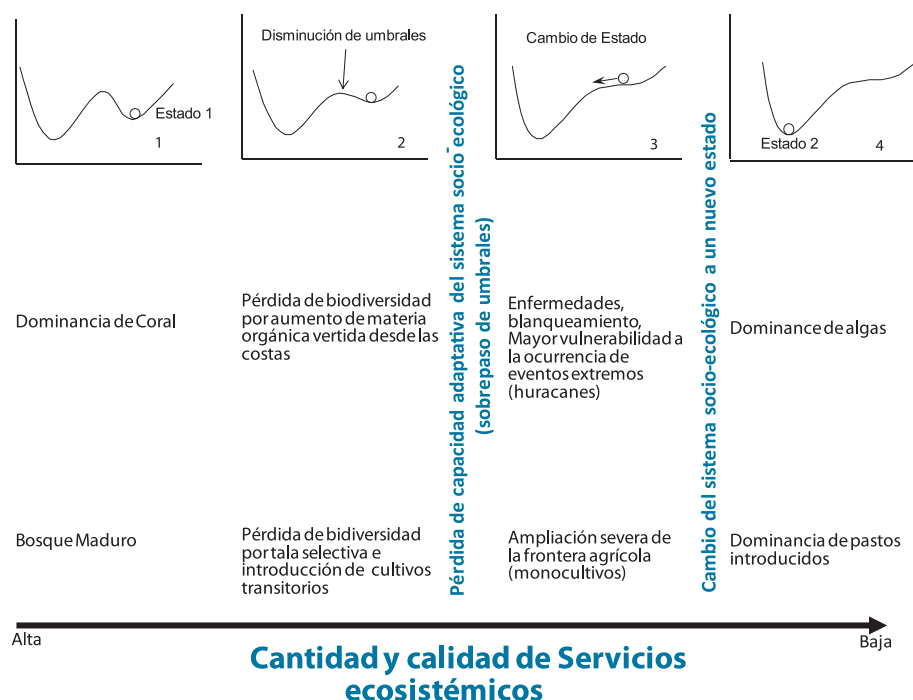 Estado 1
1
Disminución de umbrales
2
Cambio de Estado
3
Estado 2
4
Pérdida de capacidad adaptativa del sistema socio-ecológico
(sobrepaso de umbrales)
Cambio del sistema socio-ecológico a un nuevo estado
Dominancia de Coral
Pérdida de biodiversidad
por aumento de materia
orgánica vertida desde las
costas
Enfermedades,
blanqueamiento,
Mayor vulnerabilidad a
la ocurrencia de
eventos extremos
(huracanes)
Dominance de algas
Bosque Maduro
Pérdida de bidiversidad
por tala selectiva e
introducción de cultivos
transitorios
Ampliación severa de
la frontera agrícola
(monocultivos)
Dominancia de pastos
introducidos
Alta
Baja
Cantidad y calidad de Servicios
ecosistémicos